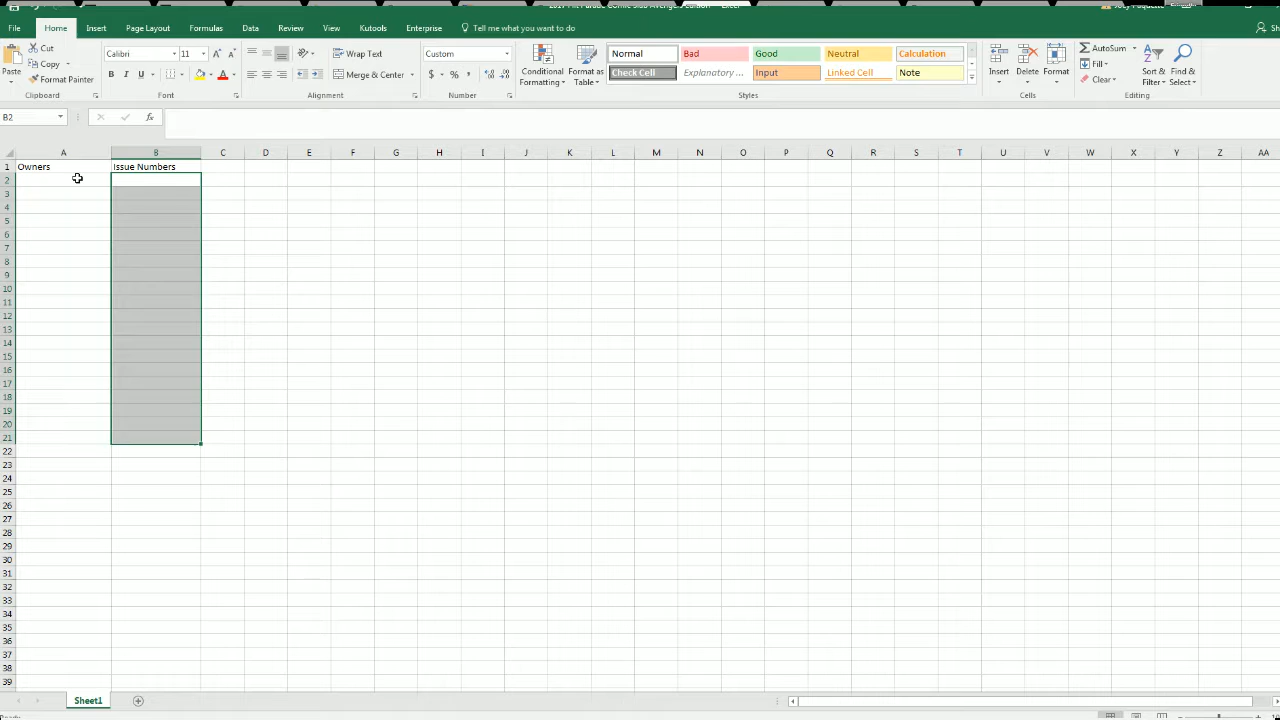 File Home Insert Page Layout Formulas Data Review View Kutools Enterprise Tell me what you want to do
Paste Cut Copy Format Painter Clipboard
Calibri 11 B I U Font
Wrap Text Merge & Center Alignment
Custom $ % Number
Conditional Formatting Format as Table
Normal Bad Good Neutral Calculation
Check Cell Explanatory ... Input Linked Cell Note
Styles
Insert Delete Format Cells
AutoSum Fill Clear Sort & Filter Find & Select Editing
B2 fx
A B C D E F G H I J K L M N O P Q R S T U V W X Y Z AA
1 Owners Issue Numbers
2
3
4
5
6
7
8
9
10
11
12
13
14
15
16
17
18
19
20
21
22
23
24
25
26
27
28
29
30
31
32
33
34
35
36
37
38
39
Sheet1